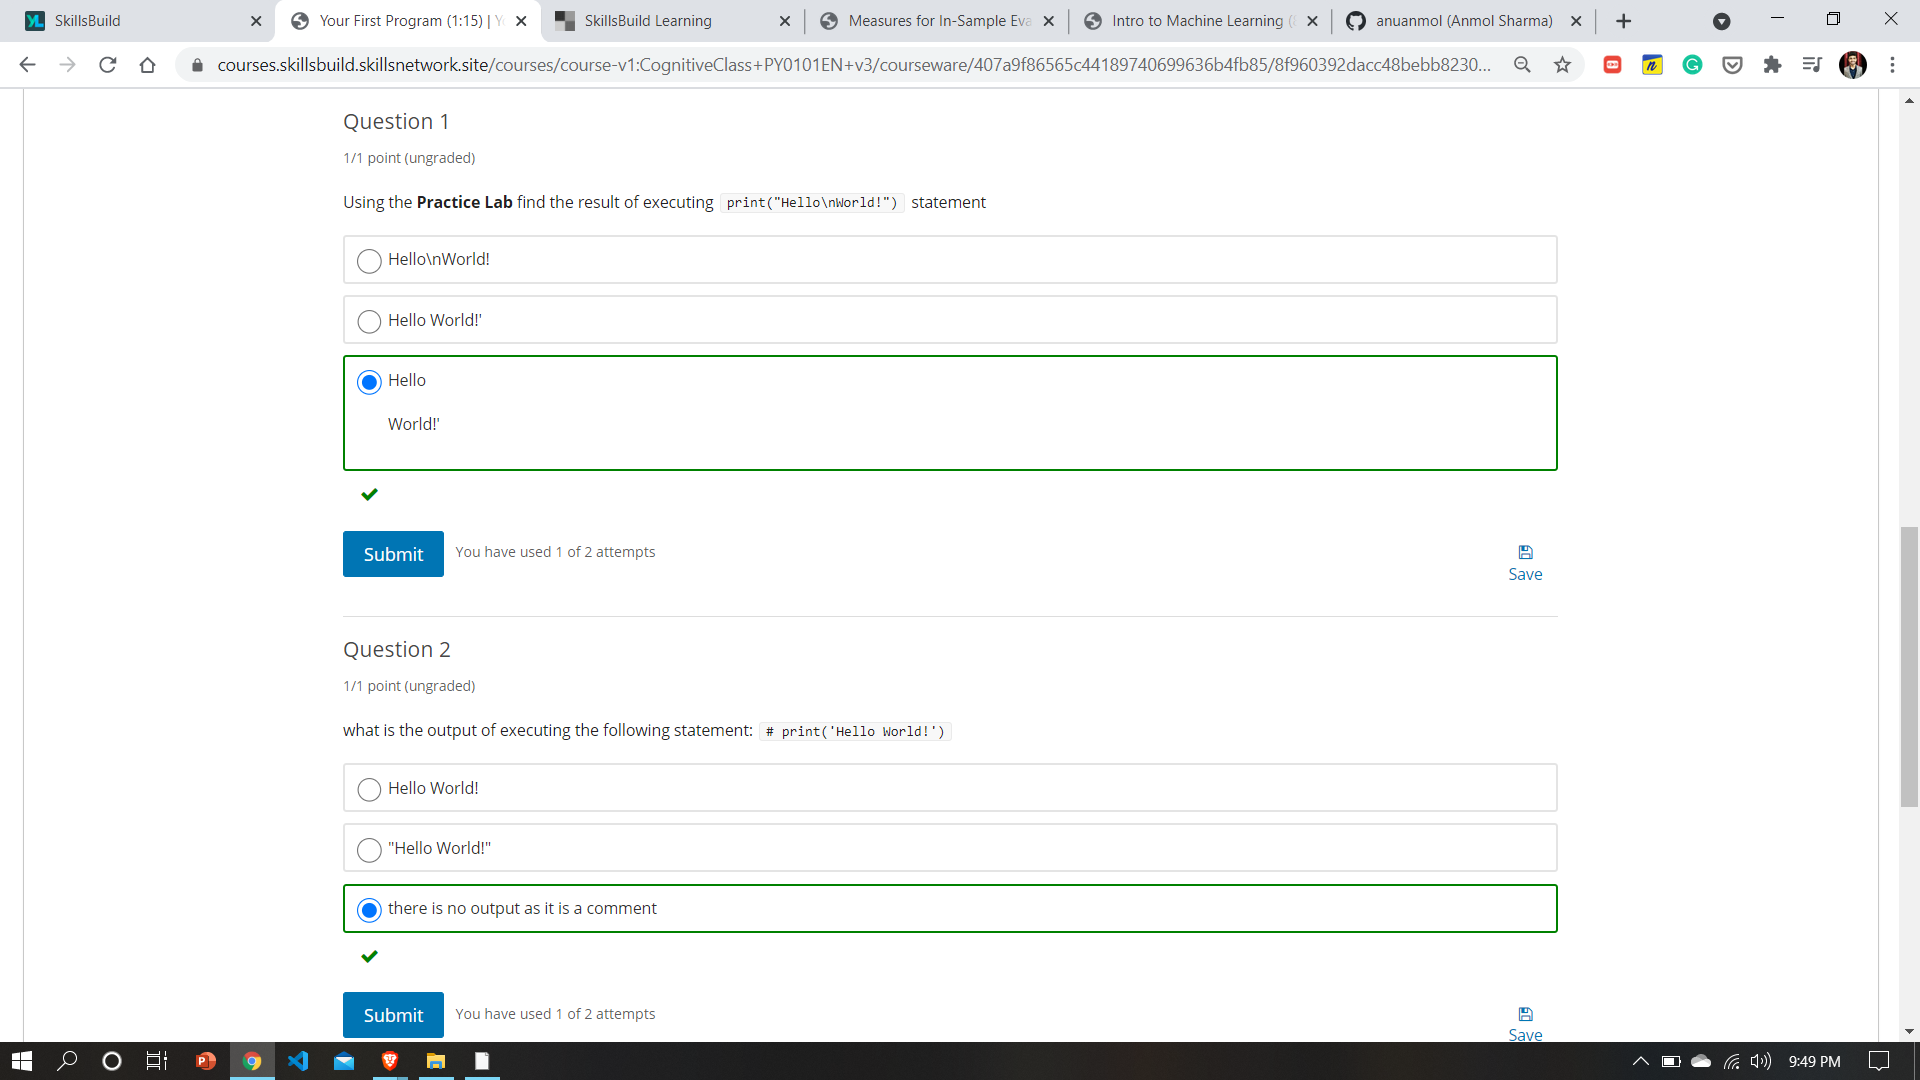 SkillsBuild
Your First Program (1:15) | Y
SkillsBuild Learning
Measures for In-Sample Eva
Intro to Machine Learning (
anuanmol (Anmol Sharma)
courses.skillsbuild.skillsnetwork.site/courses/course-v1:CognitiveClass+PY0101EN+v3/courseware/407a9f86565c44189740699636b4fb85/8f960392dacc48bebb8230...
Question 1
1/1 point (ungraded)
Using the Practice Lab find the result of executing print("Hello\nWorld!") statement
Hello\nWorld!
Hello World!'
Hello
World!'
Submit
You have used 1 of 2 attempts
Save
Question 2
1/1 point (ungraded)
what is the output of executing the following statement: # print('Hello World!')
Hello World!
"Hello World!"
there is no output as it is a comment
Submit
You have used 1 of 2 attempts
Save
9:49 PM